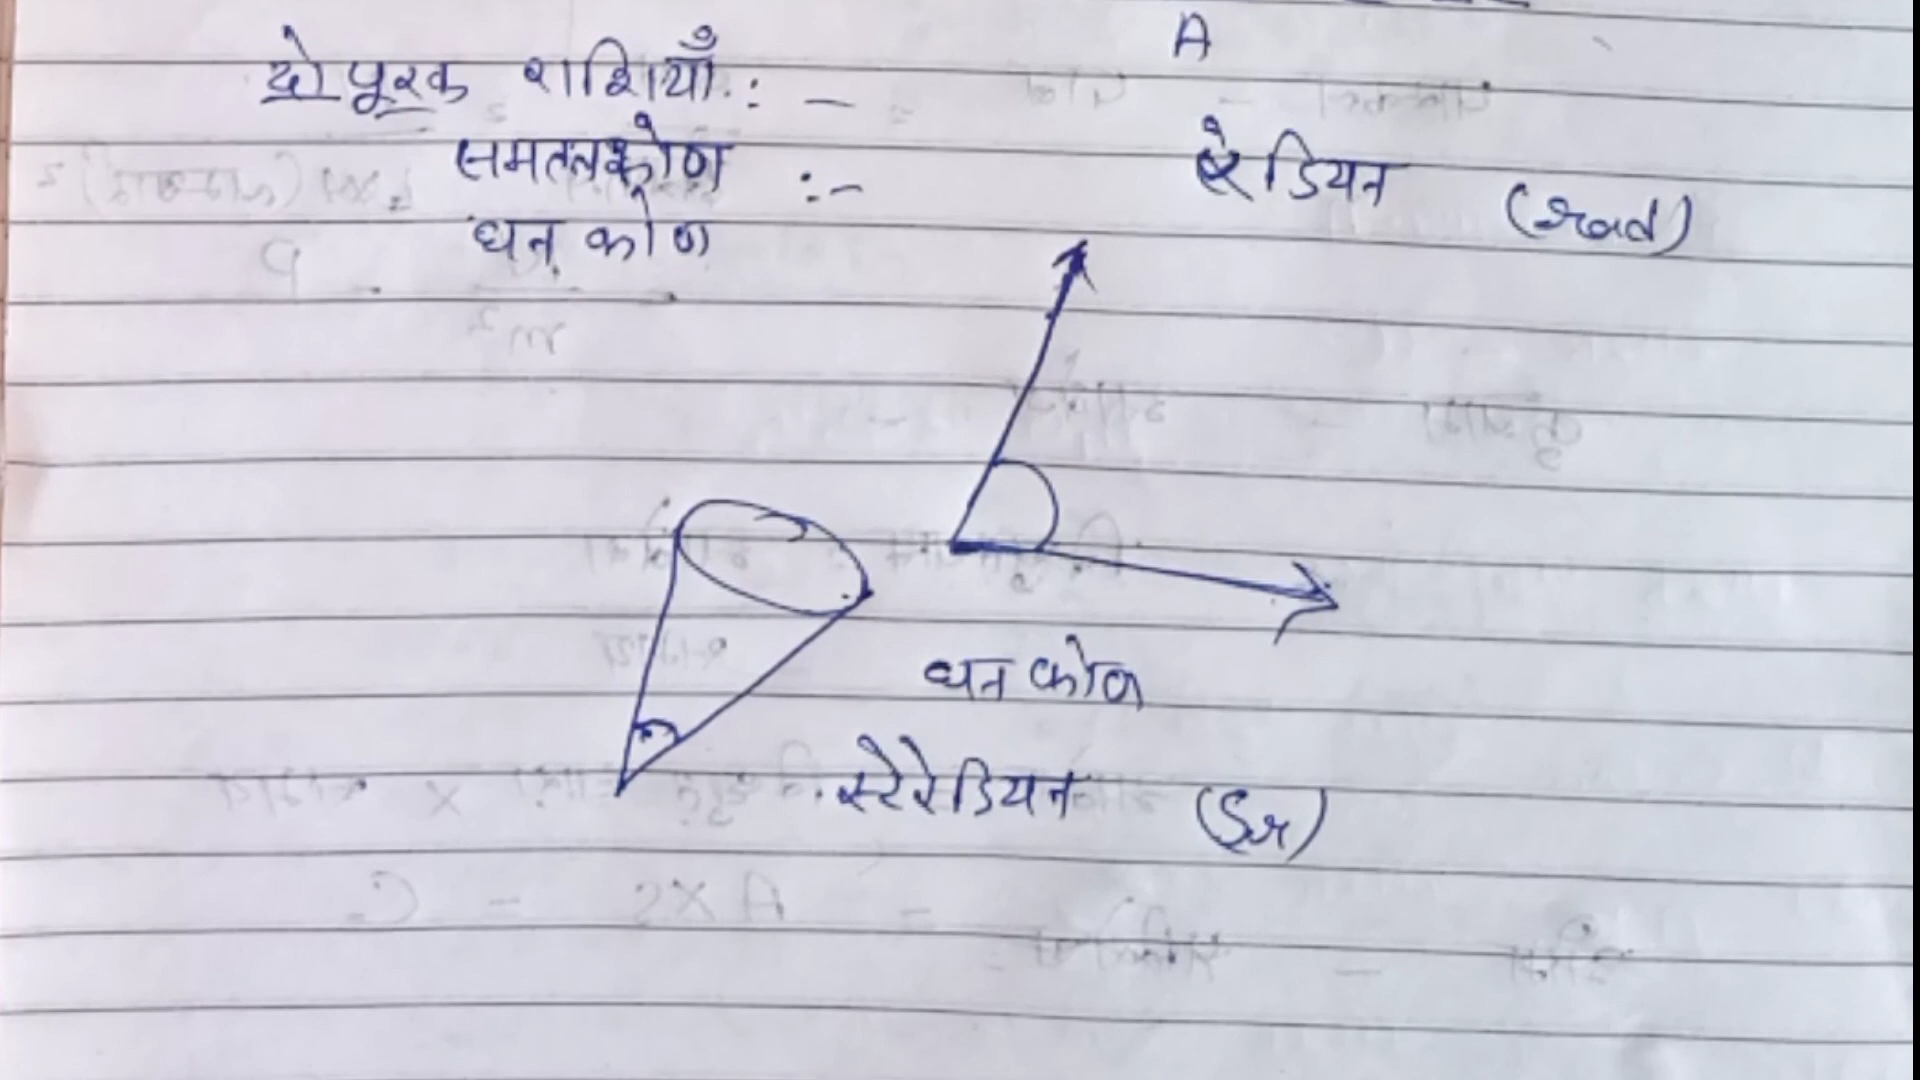 A
दो पूरक राशियाँ :-
समतलकोण :- रेडियन (rad)
घन कोण
घन कोण
स्टेरेडियन (Sr)